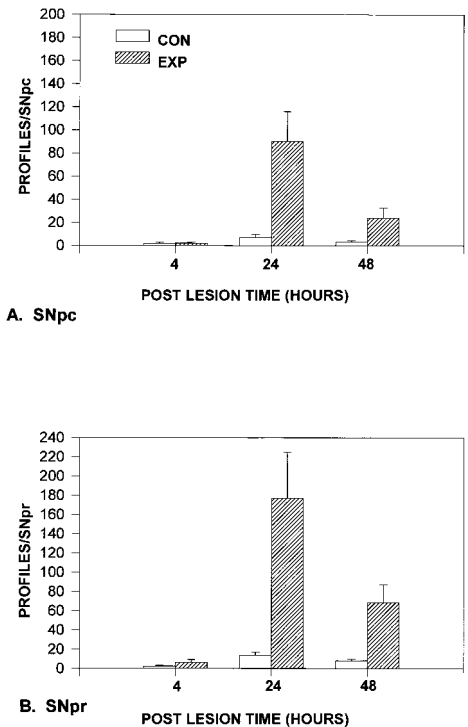 200
180
160
140
120
100
80
60
40
20
0
PROFILES/SNpc
CON
EXP
4 24 48
POST LESION TIME (HOURS)
A. SNpc
240
220
200
180
160
140
120
100
80
60
40
20
0
PROFILES/SNpr
4 24 48
B. SNpr
POST LESION TIME (HOURS)